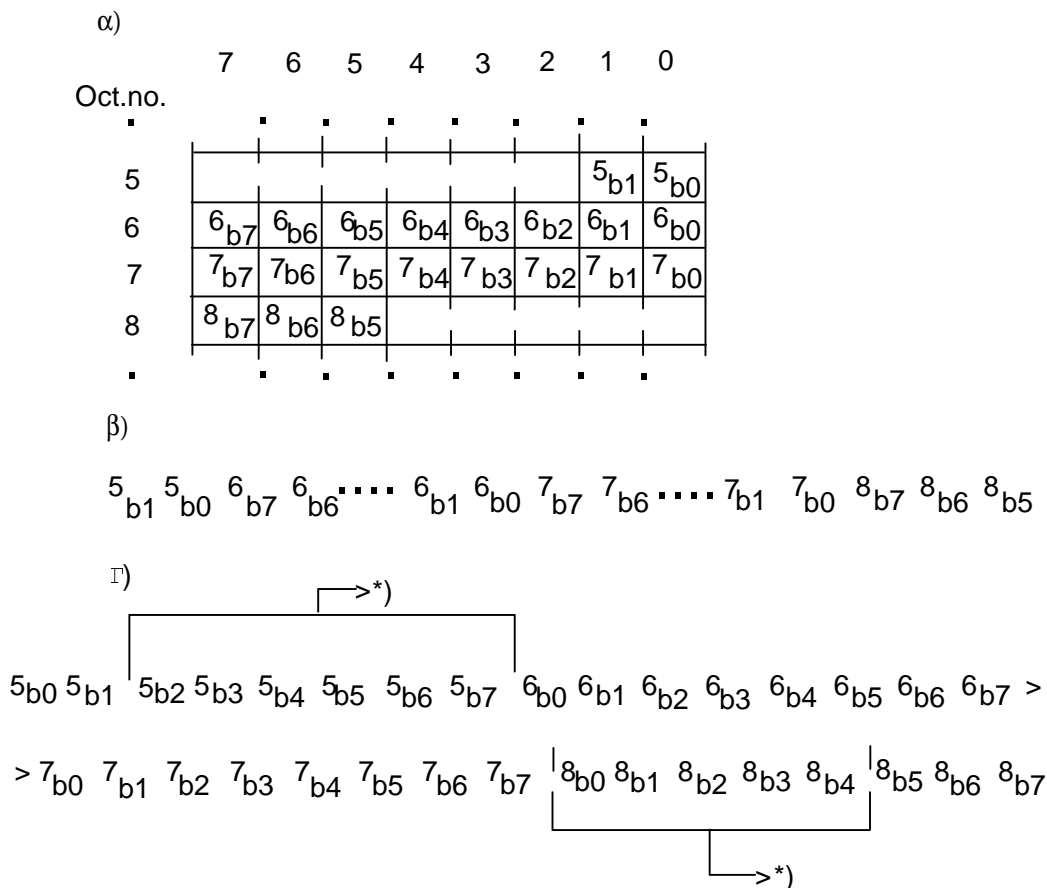 α)
7 6 5 4 3 2 1 0
Oct.no.
. . . . . . . .
5 5b1 5b0
6 6b7 6b6 6b5 6b4 6b3 6b2 6b1 6b0
7 7b7 7b6 7b5 7b4 7b3 7b2 7b1 7b0
8 8b7 8b6 8b5
. . . . . . . .
β)
5b1 5b0 6b7 6b6 .... 6b1 6b0 7b7 7b6 .... 7b1 7b0 8b7 8b6 8b5
Γ)
>*)
5b0 5b1 5b2 5b3 5b4 5b5 5b6 5b7 6b0 6b1 6b2 6b3 6b4 6b5 6b6 6b7 >
> 7b0 7b1 7b2 7b3 7b4 7b5 7b6 7b7 8b0 8b1 8b2 8b3 8b4 8b5 8b6 8b7
>*)